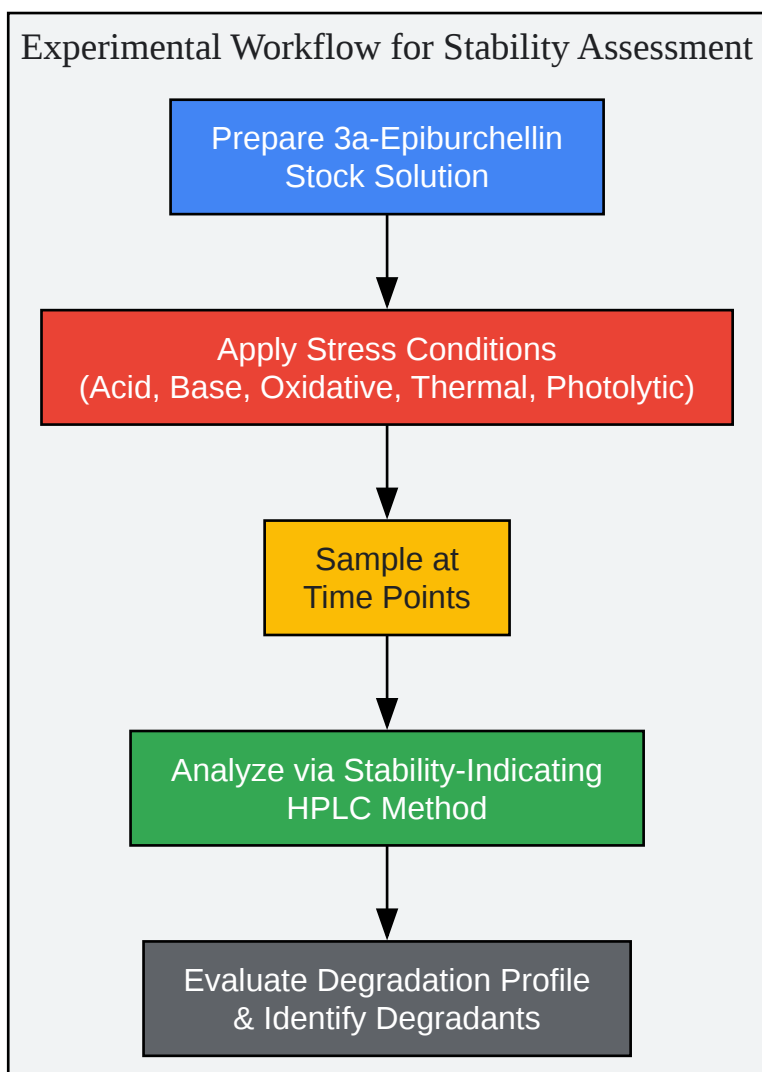 Experimental Workflow for Stability Assessment
Prepare 3a-Epiburchellin
Stock Solution
Apply Stress Conditions
(Acid, Base, Oxidative, Thermal, Photolytic)
Sample at
Time Points
Analyze via Stability-Indicating
HPLC Method
Evaluate Degradation Profile
& Identify Degradants